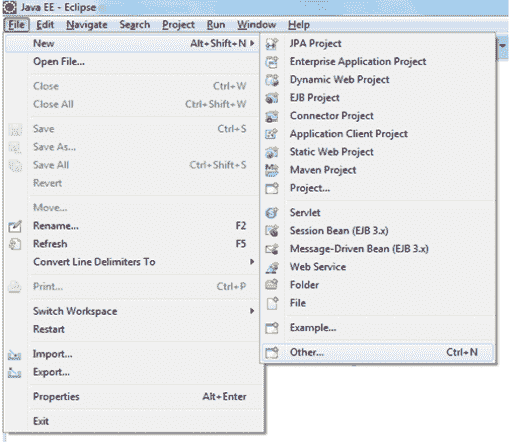 Java EE - Eclipse
File Edit Navigate Search Project Run Window Help
New Alt+Shift+N
Open File...
Close Ctrl+W
Close All Ctrl+Shift+W
Save Ctrl+S
Save As...
Save All Ctrl+Shift+S
Revert
Move...
Rename... F2
Refresh F5
Convert Line Delimiters To
Print... Ctrl+P
Switch Workspace
Restart
Import...
Export...
Properties Alt+Enter
Exit
JPA Project
Enterprise Application Project
Dynamic Web Project
EJB Project
Connector Project
Application Client Project
Static Web Project
Maven Project
Project...
Servlet
Session Bean (EJB 3.x)
Message-Driven Bean (EJB 3.x)
Web Service
Folder
File
Example...
Other... Ctrl+N